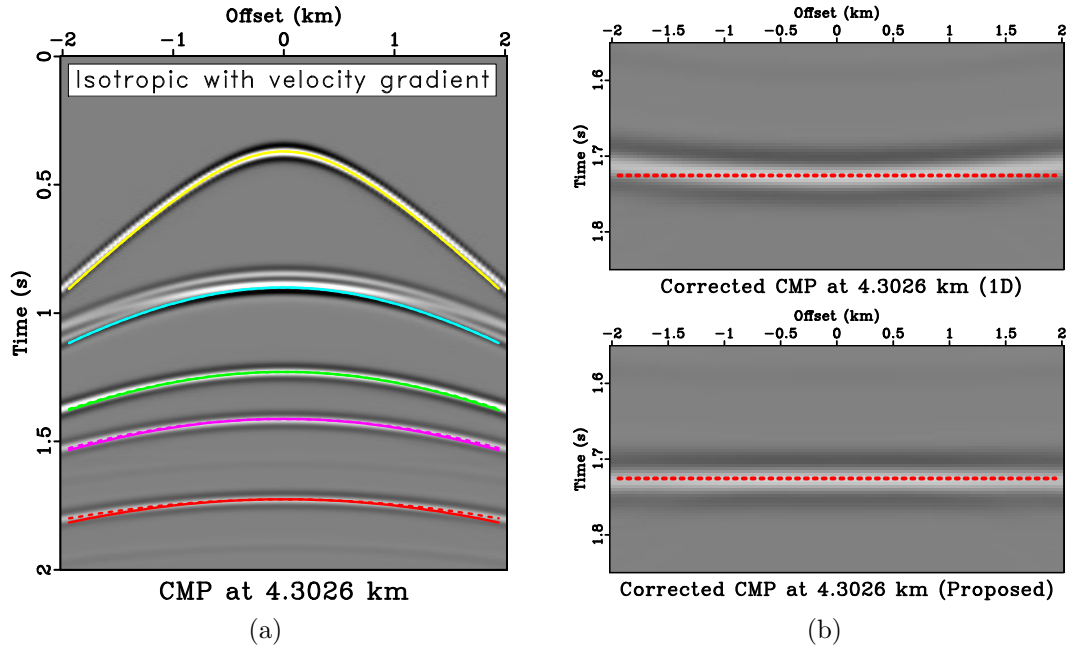 Offset (km)
−2 −1 0 1 2
Isotropic with velocity gradient
Time (s)
0
0.5
1
1.5
2
CMP at 4.3026 km
(a)
Offset (km)
−2 −1.5 −1 −0.5 0 0.5 1 1.5 2
Time (s)
1.6
1.7
1.8
Corrected CMP at 4.3026 km (1D)
Offset (km)
−2 −1.5 −1 −0.5 0 0.5 1 1.5 2
Time (s)
1.6
1.7
1.8
Corrected CMP at 4.3026 km (Proposed)
(b)